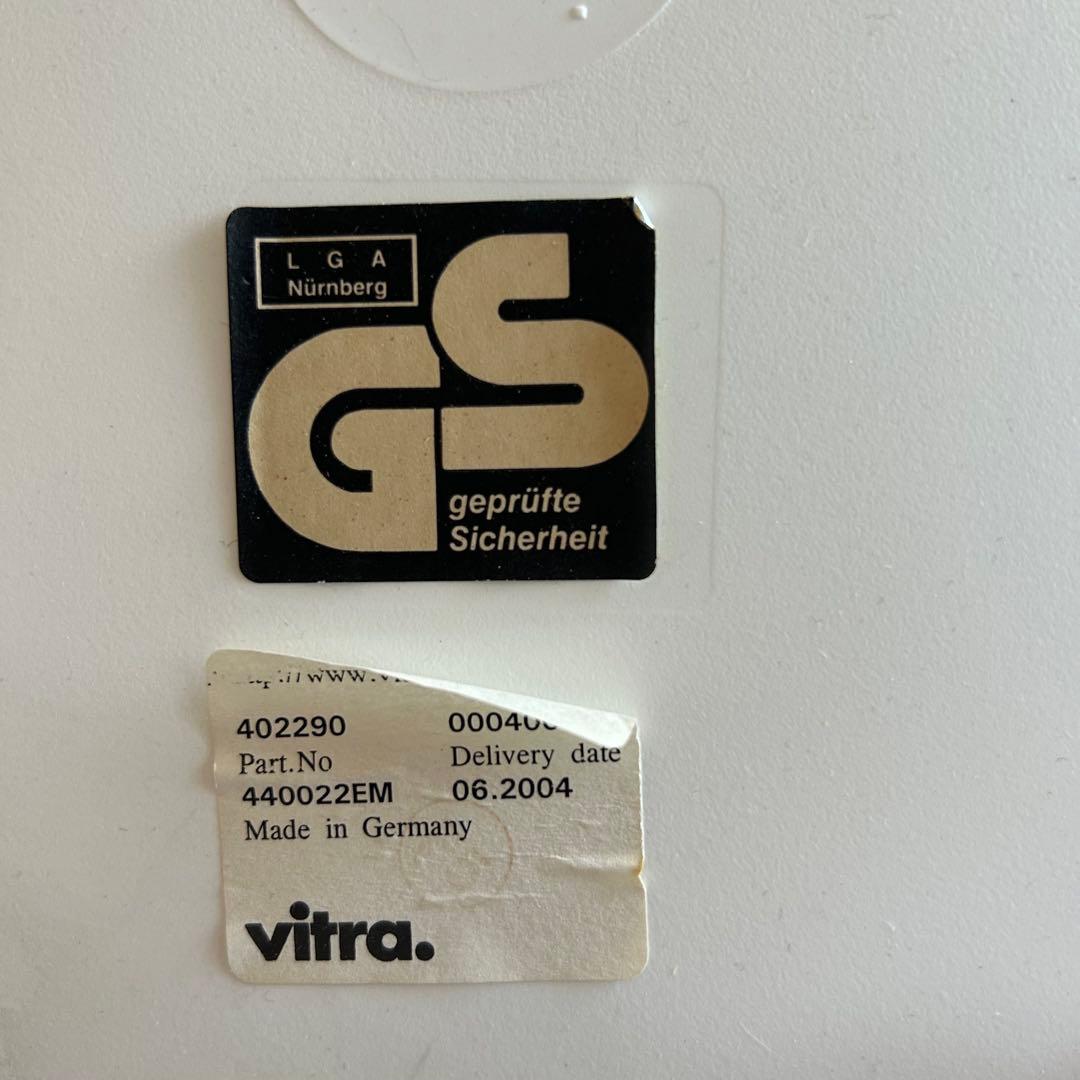 L G A
Nürnberg
GS
geprüfte
Sicherheit
402290
Part.No Delivery date
440022EM 06.2004
Made in Germany
vitra.